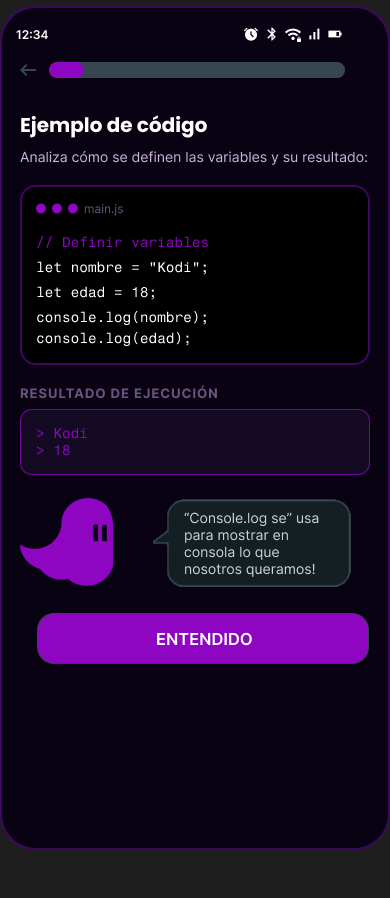 12:34
Ejemplo de código
Analiza cómo se definen las variables y su resultado:
main.js
// Definir variables
let nombre = "Kodi";
let edad = 18;
console.log(nombre);
console.log(edad);
RESULTADO DE EJECUCIÓN
> Kodi
> 18
“Console.log se” usa
para mostrar en
consola lo que
nosotros queramos!
ENTENDIDO